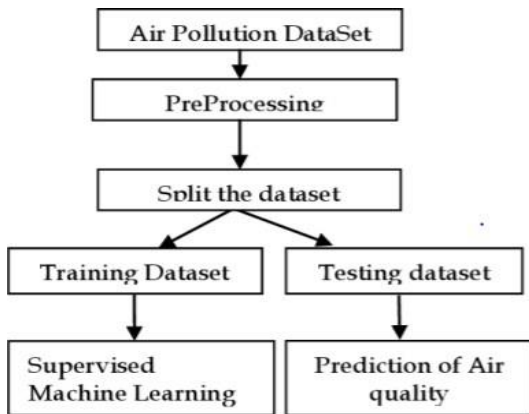 Air Pollution DataSet
PreProcessing
Split the dataset
Training Dataset
Testing dataset
Supervised
Machine Learning
Prediction of Air
quality